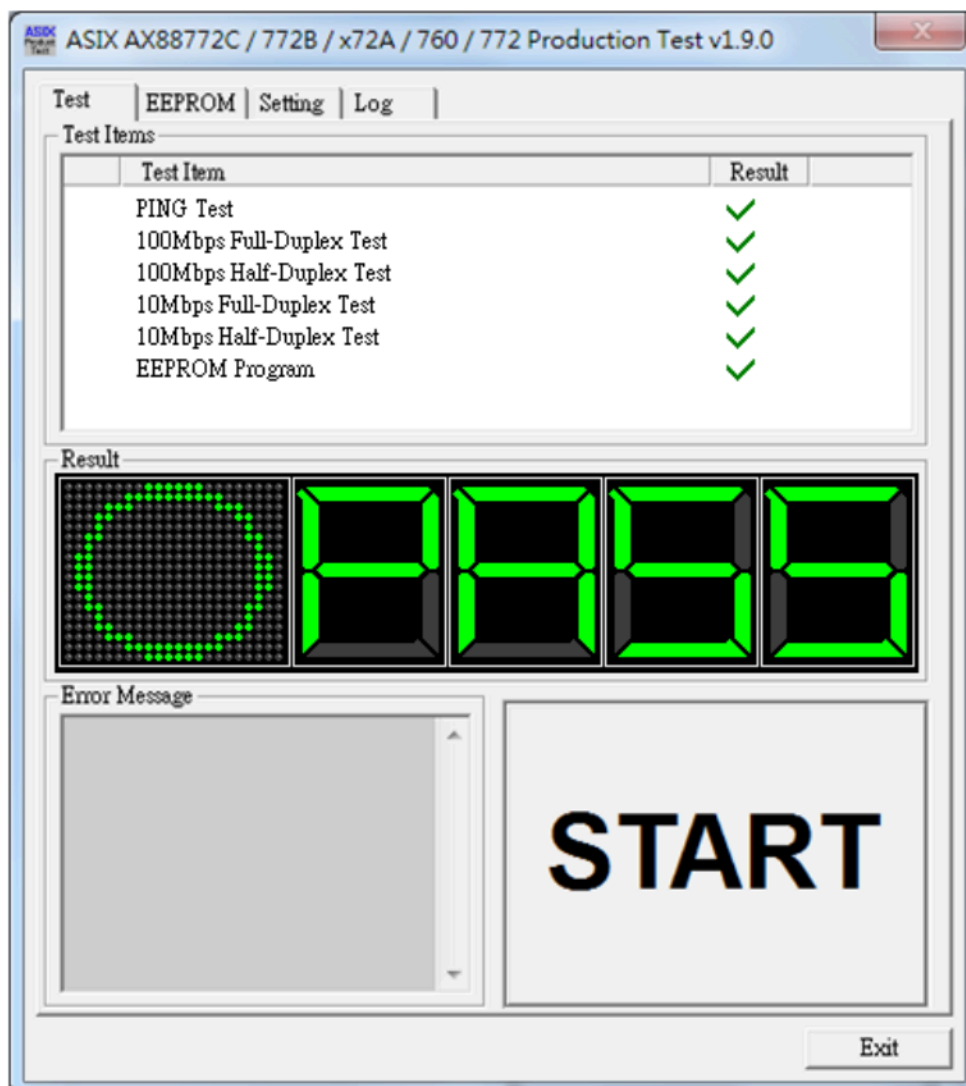 ASIX AX88772C / 772B / x72A / 760 / 772 Production Test v1.9.0
Test EEPROM Setting Log
Test Items
Test Item Result
PING Test
100Mbps Full-Duplex Test
100Mbps Half-Duplex Test
10Mbps Full-Duplex Test
10Mbps Half-Duplex Test
EEPROM Program
Result
PASS
Error Message
START
Exit